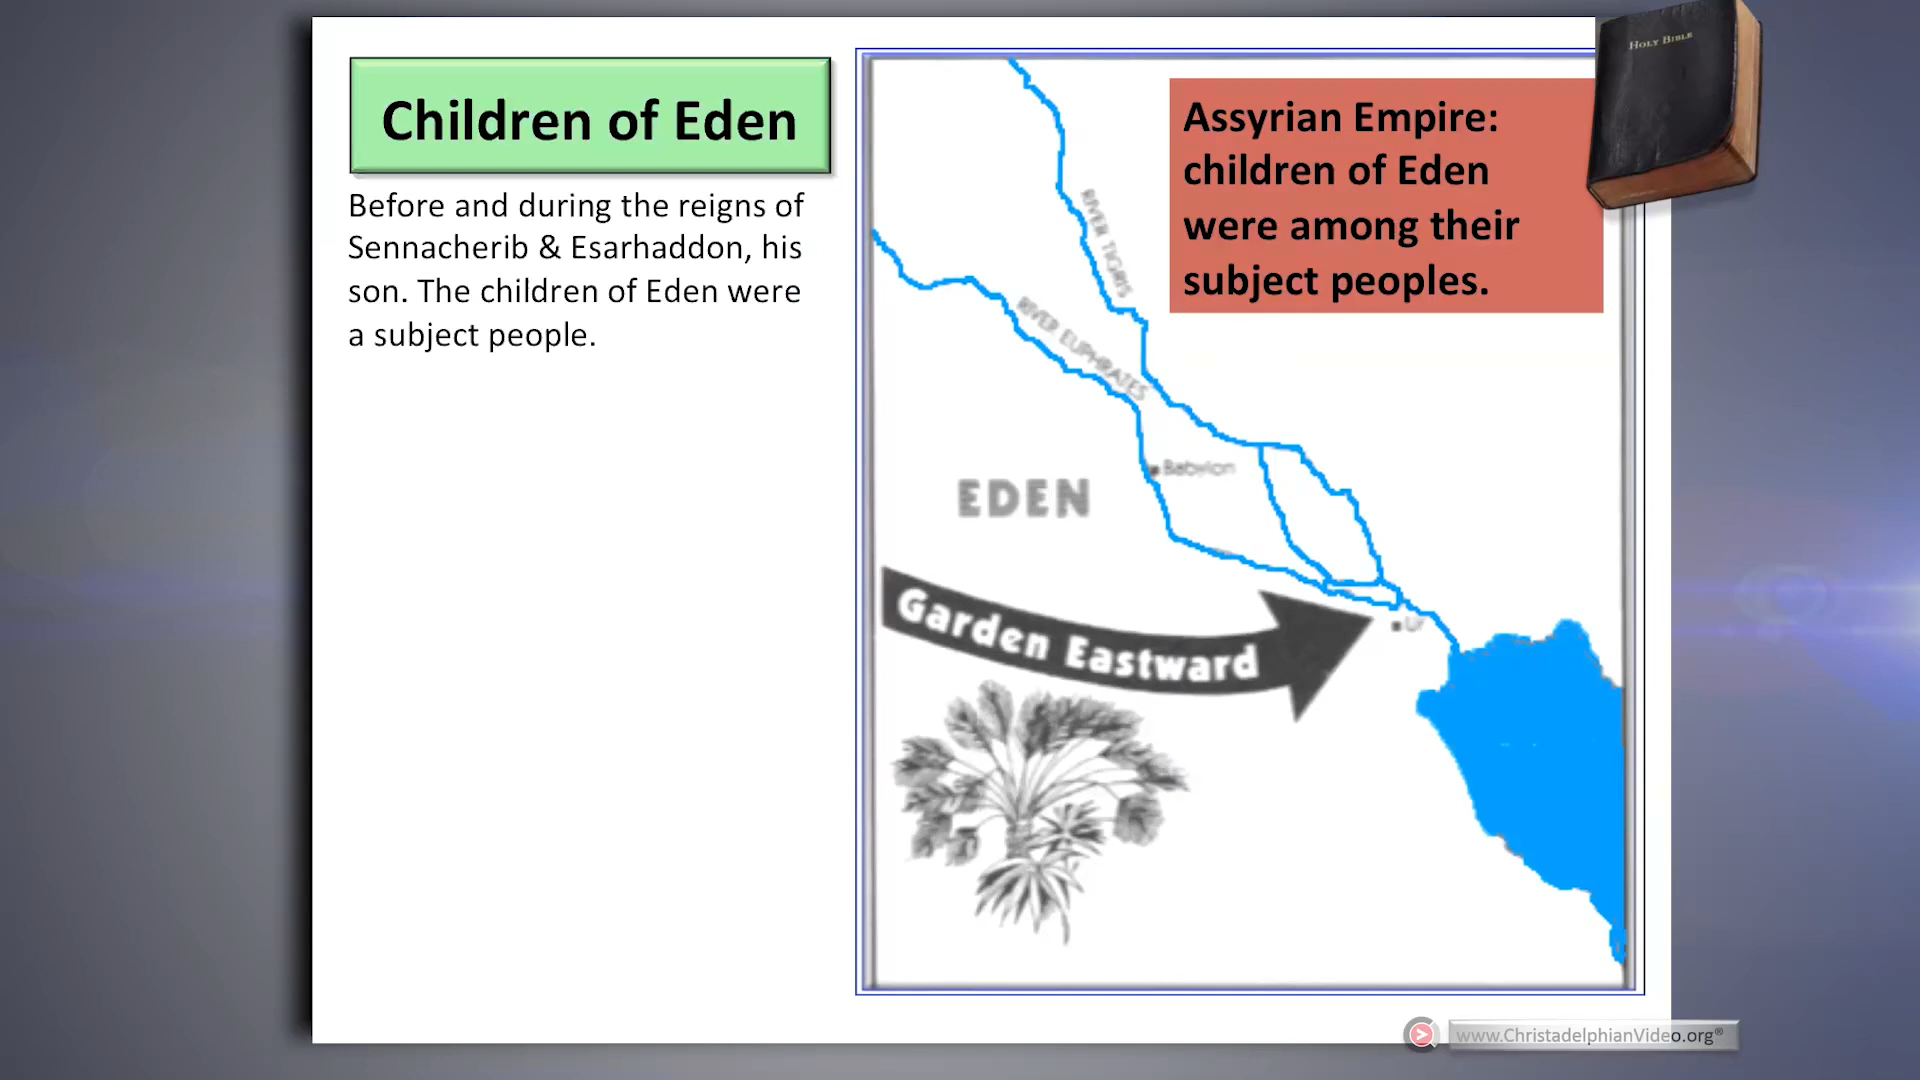 Children of Eden
Before and during the reigns of
Sennacherib & Esarhaddon, his
son. The children of Eden were
a subject people.
HOLY BIBLE
Assyrian Empire:
children of Eden
were among their
subject peoples.
RIVER TIGRIS
RIVER EUPHRATES
Babylon
EDEN
Garden Eastward
Ur
www.ChristadelphianVideo.org®